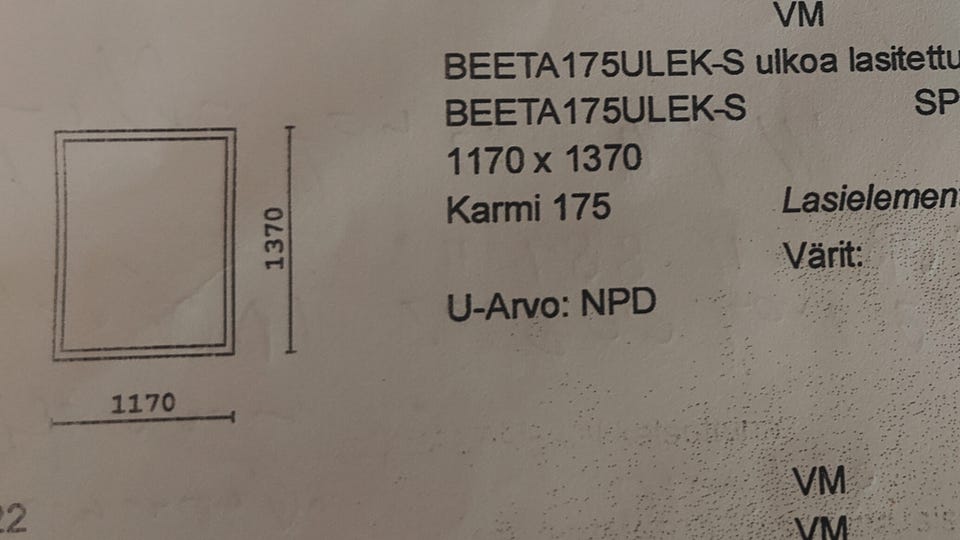 VM
BEETA175ULEK-S ulkoa lasitettu
BEETA175ULEK-S SP
1170 x 1370
Karmi 175 Lasielemen
Värit:
U-Arvo: NPD
1370
1170
VM
VM
22